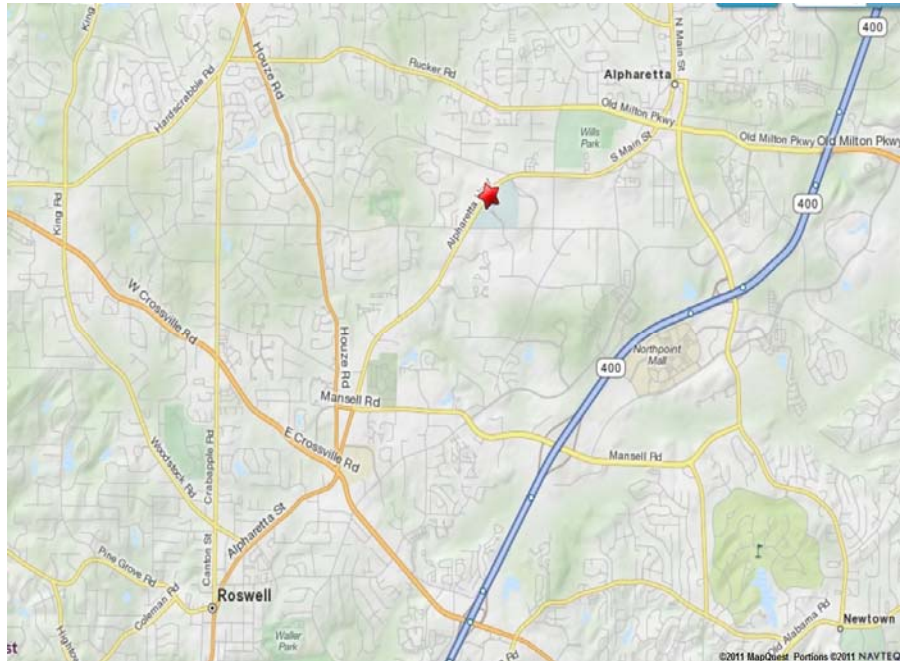 King
400
N Main St
Houze Rd
Rucker Rd
Alpharetta
Hardscrabble Rd
Old Milton Pkwy
Old Milton Pkwy
Old Milton Pkwy
Wills
Park
S Main St
King Rd
Alpharetta
400
W Crossville Rd
Houze Rd
Northpoint
Mall
400
Mansell Rd
E Crossville Rd
Mansell Rd
Crabapple Rd
Woodstock Rd
Alpharetta St
Canton St
Pine Grove Rd
Coleman Rd
Roswell
Waller
Park
Old Alabama Rd
Newtown
st
Rd
©2011 MapQuest Portions ©2011 NAVTEQ